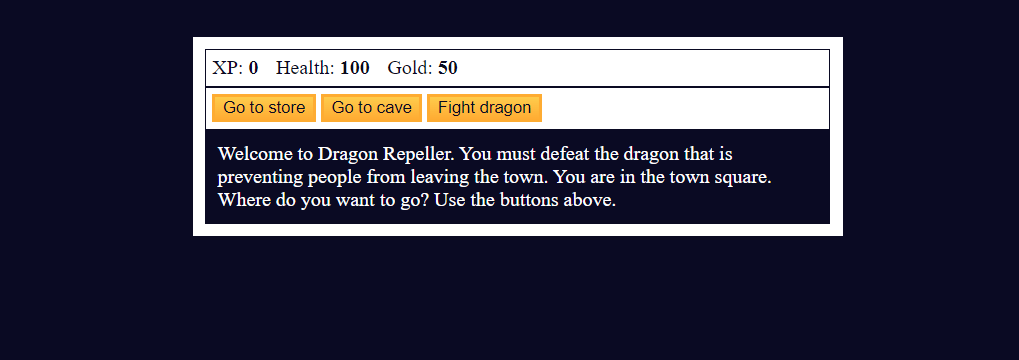 XP: 0 Health: 100 Gold: 50
Go to store Go to cave Fight dragon
Welcome to Dragon Repeller. You must defeat the dragon that is
preventing people from leaving the town. You are in the town square.
Where do you want to go? Use the buttons above.